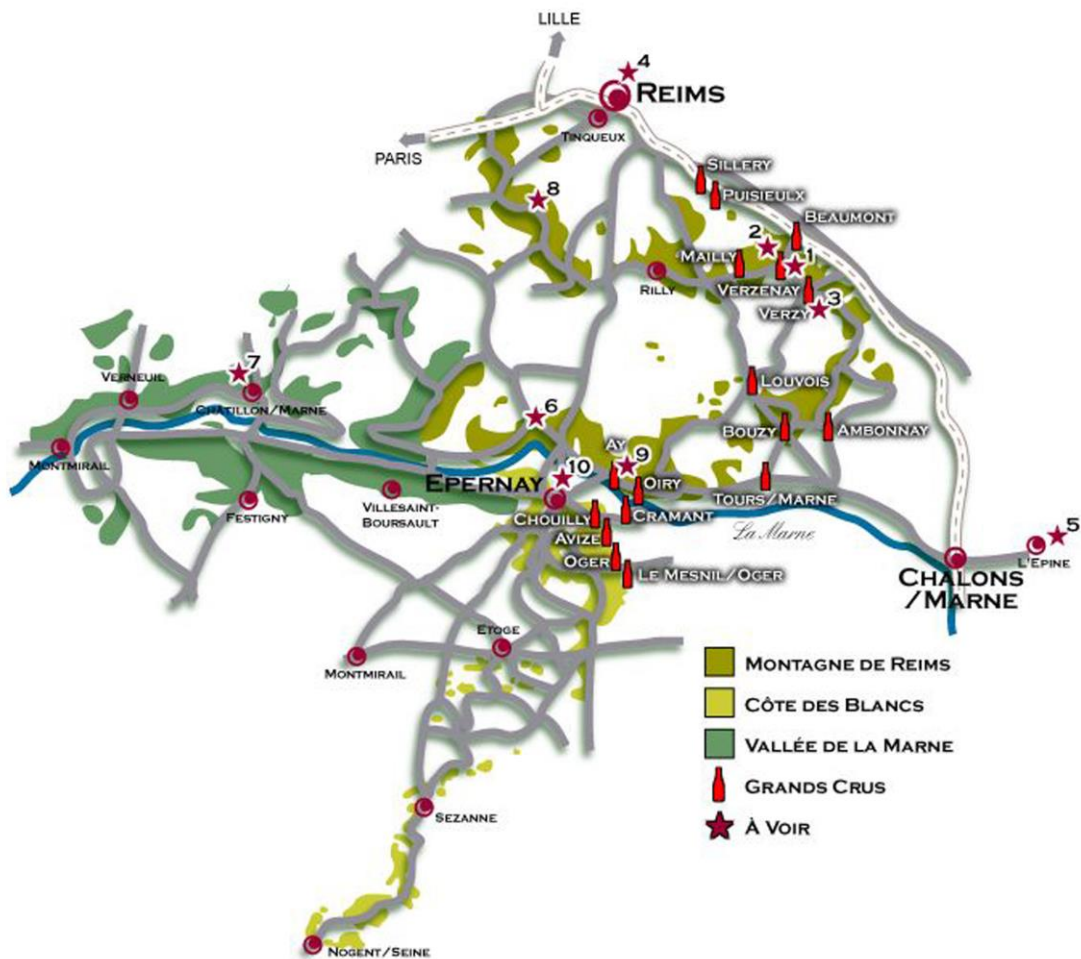 LILLE
4
REIMS
TINQUEUX
PARIS
SILLERY
PUISIEULX
8
BEAUMONT
2
MAILLY
1
RILLY
VERZENAY
VERZY
3
7
VERNEUIL
CHÂTILLON/MARNE
LOUVOIS
6
BOUZY
AMBONNAY
MONTMIRAIL
AY
9
10
OIRY
EPERNAY
TOURS/MARNE
FESTIGNY
VILLESAINT-
BOURSAULT
CHOUILLY
CRAMANT
La Marne
AVIZE
5
L'EPINE
OGER
LE MESNIL/OGER
CHALONS
/MARNE
ETOGE
MONTMIRAIL
MONTAGNE DE REIMS
CÔTE DES BLANCS
VALLÉE DE LA MARNE
GRANDS CRUS
À VOIR
SEZANNE
NOGENT/SEINE